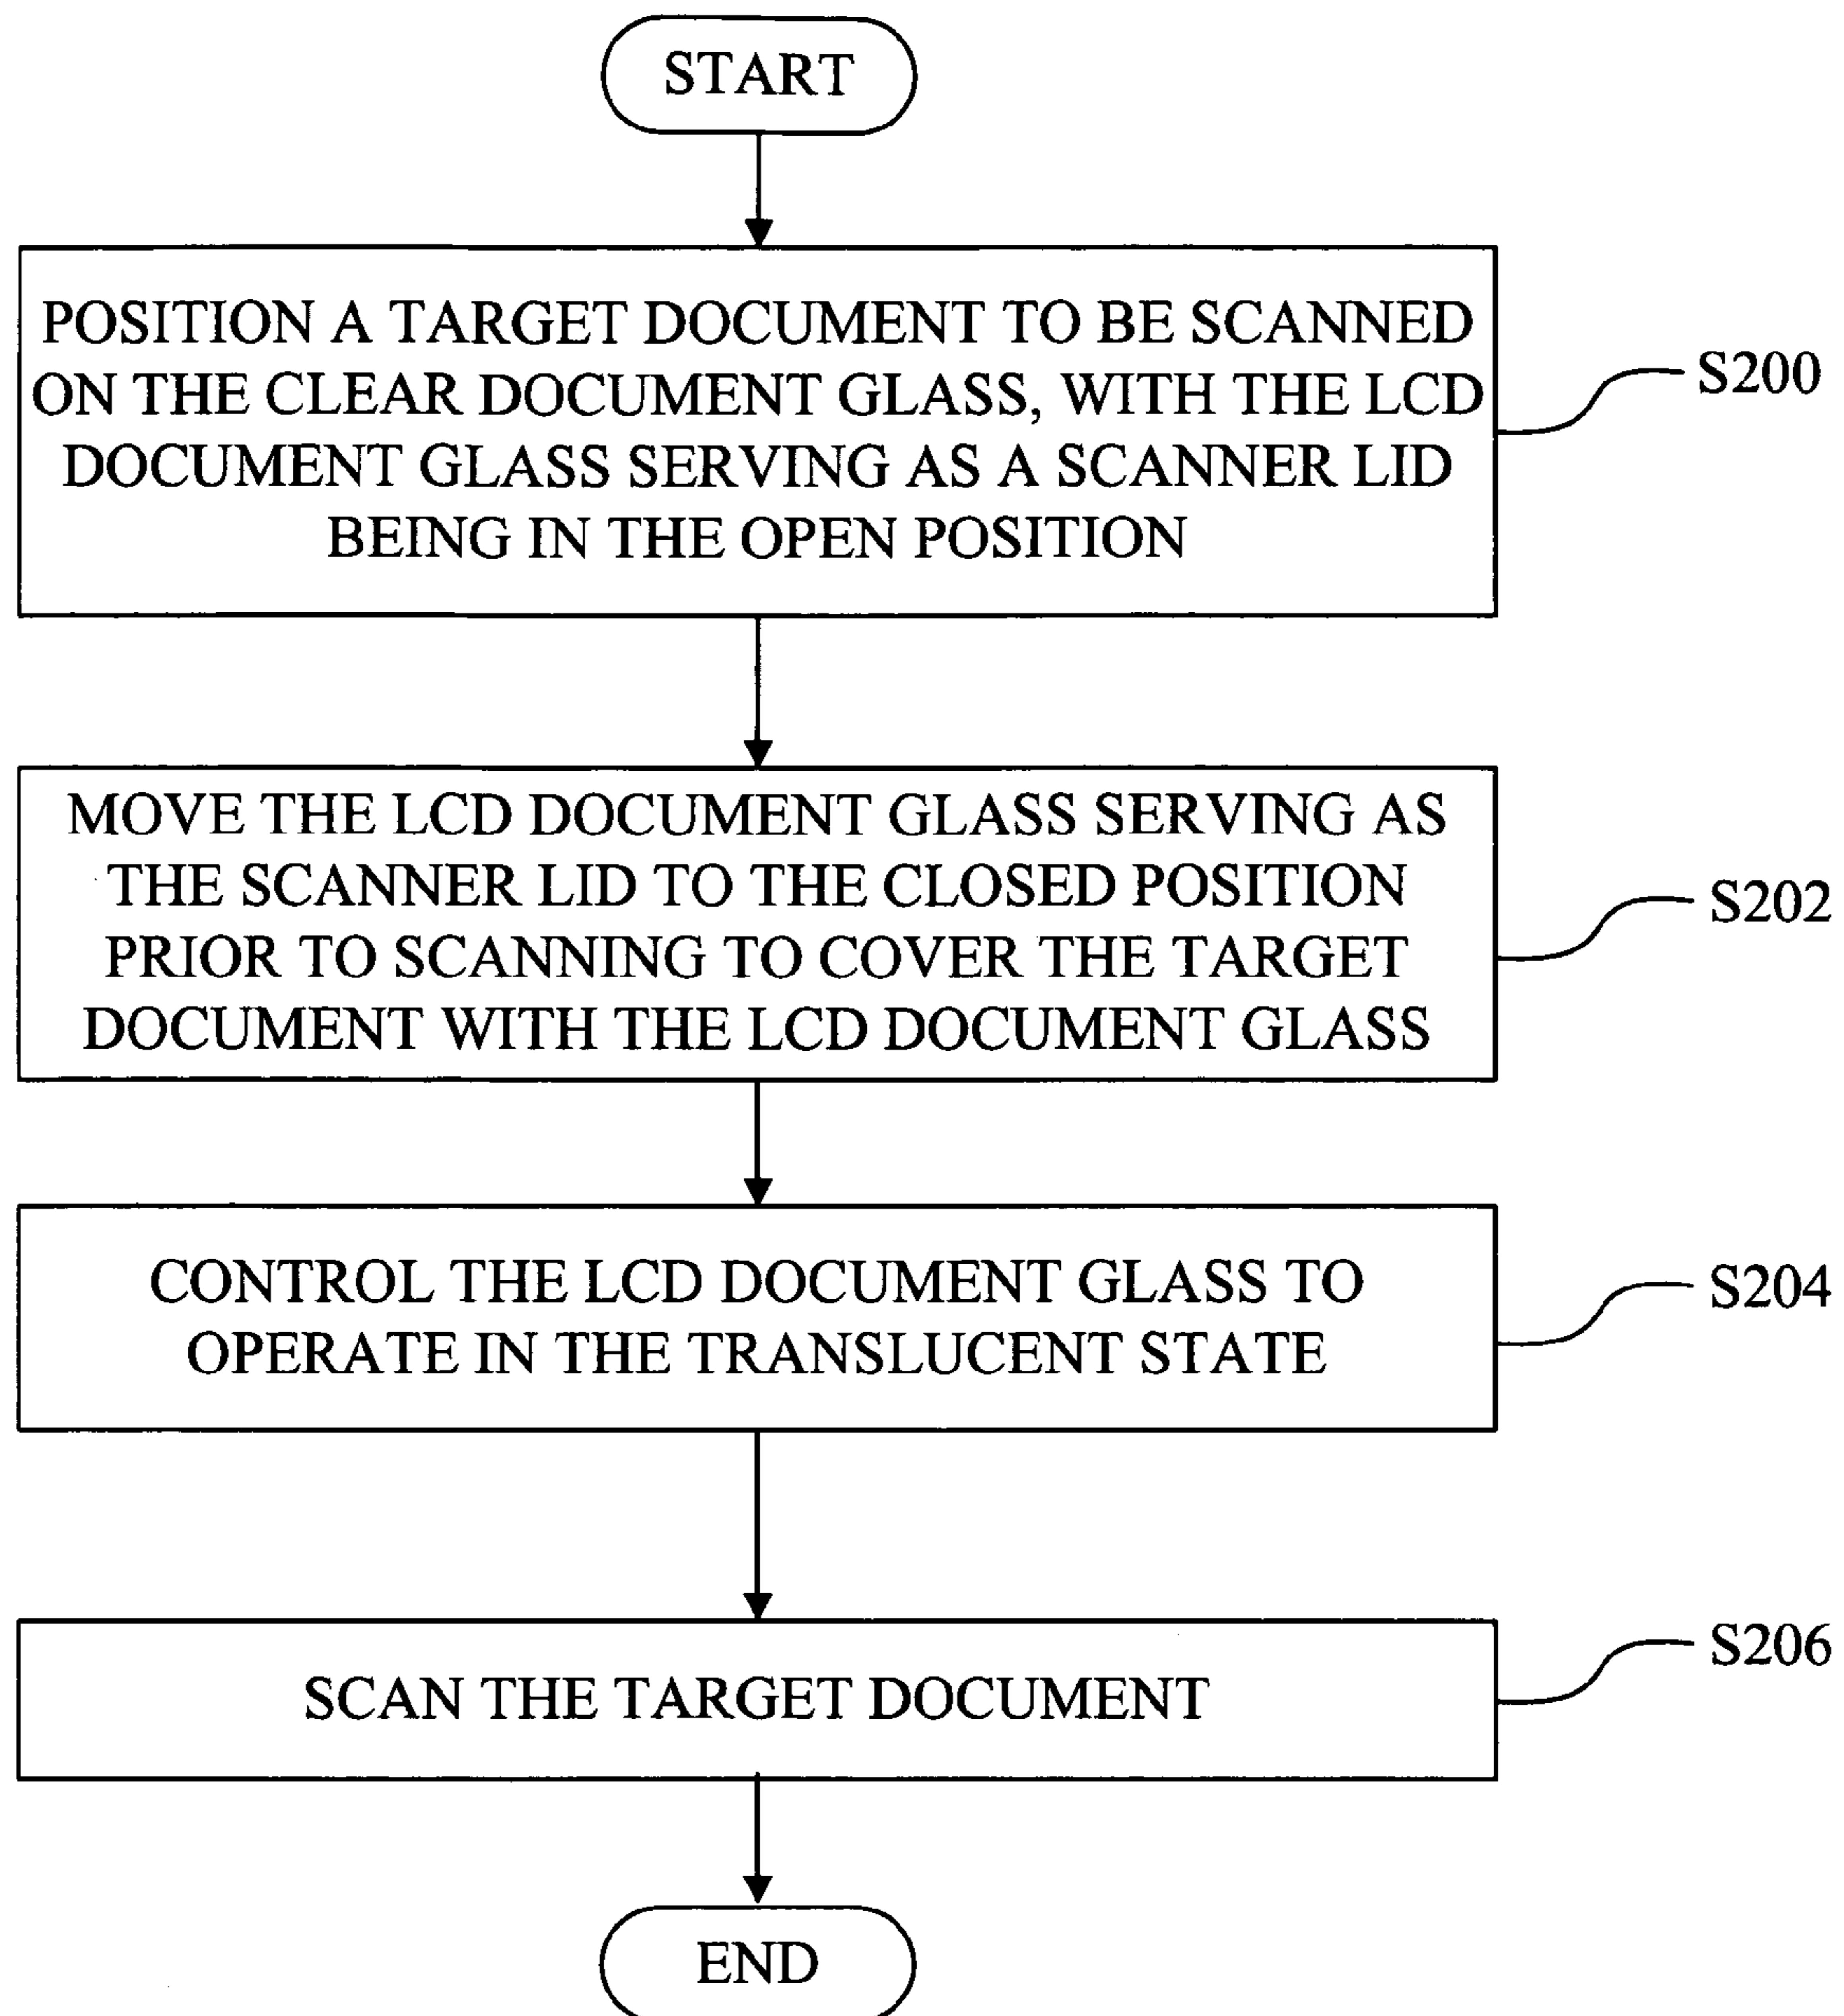 START
POSITION A TARGET DOCUMENT TO BE SCANNED
ON THE CLEAR DOCUMENT GLASS, WITH THE LCD
DOCUMENT GLASS SERVING AS A SCANNER LID
BEING IN THE OPEN POSITION
S200
MOVE THE LCD DOCUMENT GLASS SERVING AS
THE SCANNER LID TO THE CLOSED POSITION
PRIOR TO SCANNING TO COVER THE TARGET
DOCUMENT WITH THE LCD DOCUMENT GLASS
S202
CONTROL THE LCD DOCUMENT GLASS TO
OPERATE IN THE TRANSLUCENT STATE
S204
SCAN THE TARGET DOCUMENT
S206
END